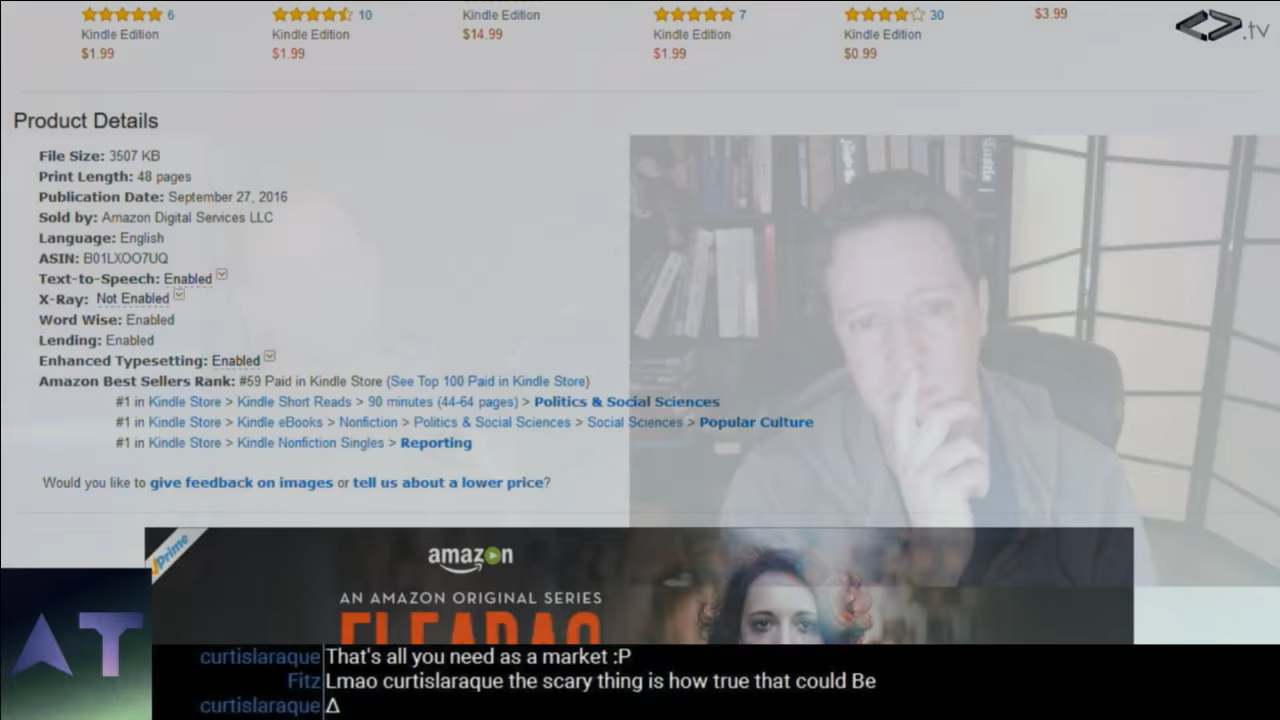 6 10 Kindle Edition 7 30 $3.99
Kindle Edition Kindle Edition $14.99 Kindle Edition Kindle Edition
$1.99 $1.99 $1.99 $0.99
<>.tv
Product Details
File Size: 3507 KB
Print Length: 48 pages
Publication Date: September 27, 2016
Sold by: Amazon Digital Services LLC
Language: English
ASIN: B01LXOO7UQ
Text-to-Speech: Enabled
X-Ray: Not Enabled
Word Wise: Enabled
Lending: Enabled
Enhanced Typesetting: Enabled
Amazon Best Sellers Rank: #59 Paid in Kindle Store (See Top 100 Paid in Kindle Store)
#1 in Kindle Store > Kindle Short Reads > 90 minutes (44-64 pages) > Politics & Social Sciences
#1 in Kindle Store > Kindle eBooks > Nonfiction > Politics & Social Sciences > Social Sciences > Popular Culture
#1 in Kindle Store > Kindle Nonfiction Singles > Reporting
Would you like to give feedback on images or tell us about a lower price?
Prime
amazon
AN AMAZON ORIGINAL SERIES
FLEABAG
AT
curtislaraque That's all you need as a market :P
Fitz Lmao curtislaraque the scary thing is how true that could Be
curtislaraque Δ